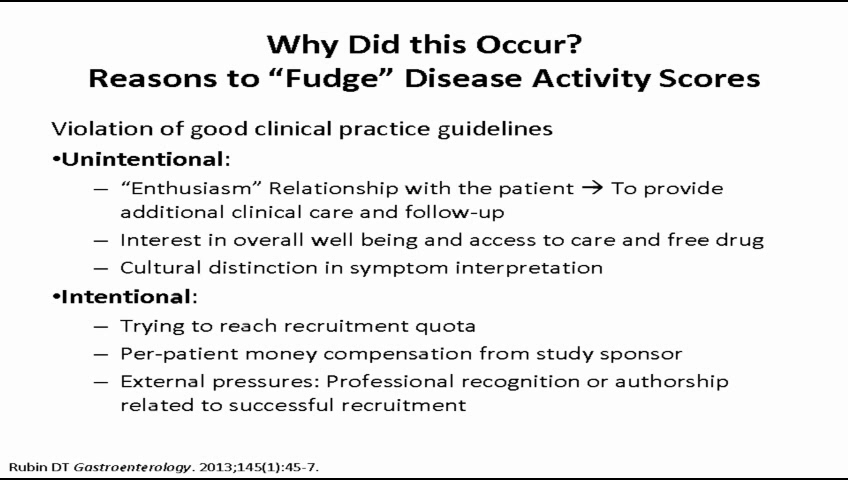 Why Did this Occur?
Reasons to “Fudge” Disease Activity Scores
Violation of good clinical practice guidelines
•Unintentional:
– “Enthusiasm” Relationship with the patient → To provide
additional clinical care and follow-up
– Interest in overall well being and access to care and free drug
– Cultural distinction in symptom interpretation
•Intentional:
– Trying to reach recruitment quota
– Per-patient money compensation from study sponsor
– External pressures: Professional recognition or authorship
related to successful recruitment
Rubin DT Gastroenterology. 2013;145(1):45-7.